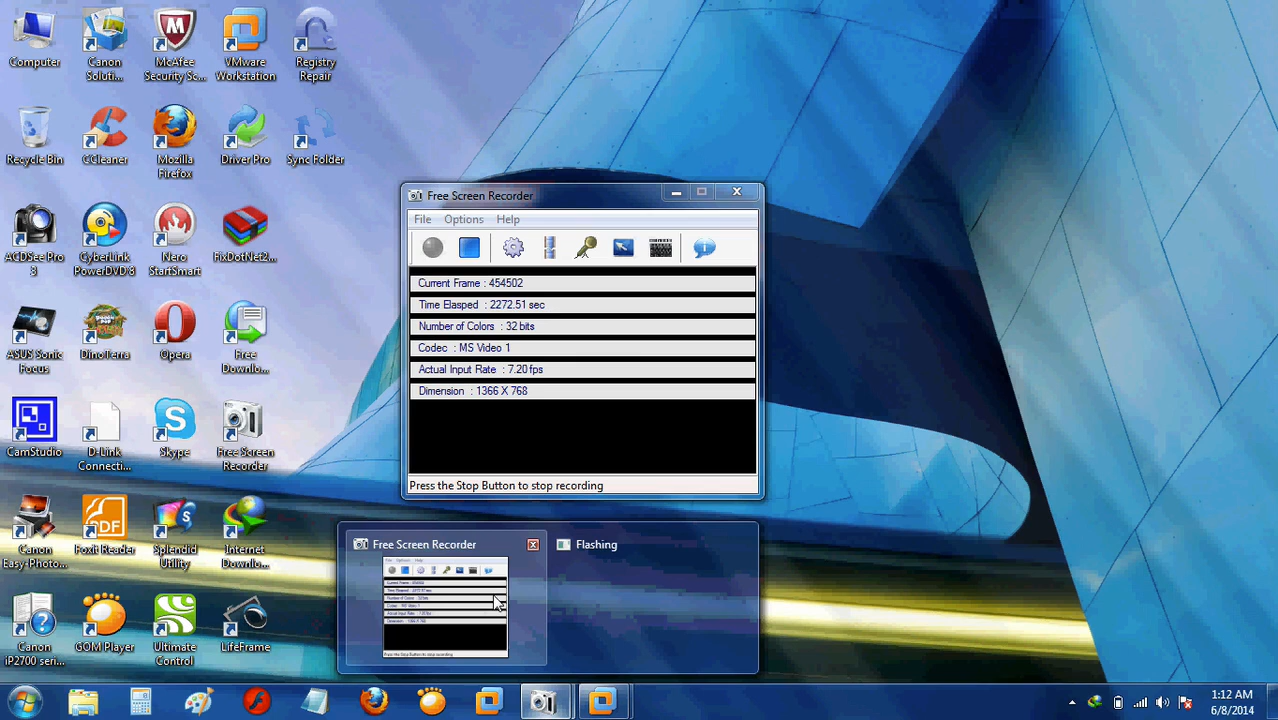 Computer
Canon
Soluti...
McAfee
Security Sc...
VMware
Workstation
Registry
Repair
Recycle Bin
CCleaner
Mozilla
Firefox
Driver Pro
Sync Folder
ACDSee Pro
8
CyberLink
PowerDVD 8
Nero
StartSmart
FixDotNet2...
ASUS Sonic
Focus
DinoTerra
Opera
Free
Downlo...
CamStudio
D-Link
Connecti...
Skype
Free Screen
Recorder
Canon
Easy-Photo...
PDF
Foxit Reader
Splendid
Utility
Internet
Downlo...
Canon
iP2700 seri...
GOM Player
Ultimate
Control
LifeFrame
Free Screen Recorder
File Options Help
Current Frame : 454502
Time Elasped : 2272.51 sec
Number of Colors : 32 bits
Codec : MS Video 1
Actual Input Rate : 7.20 fps
Dimension : 1366 X 768
Press the Stop Button to stop recording
Free Screen Recorder
Flashing
1:12 AM
6/8/2014